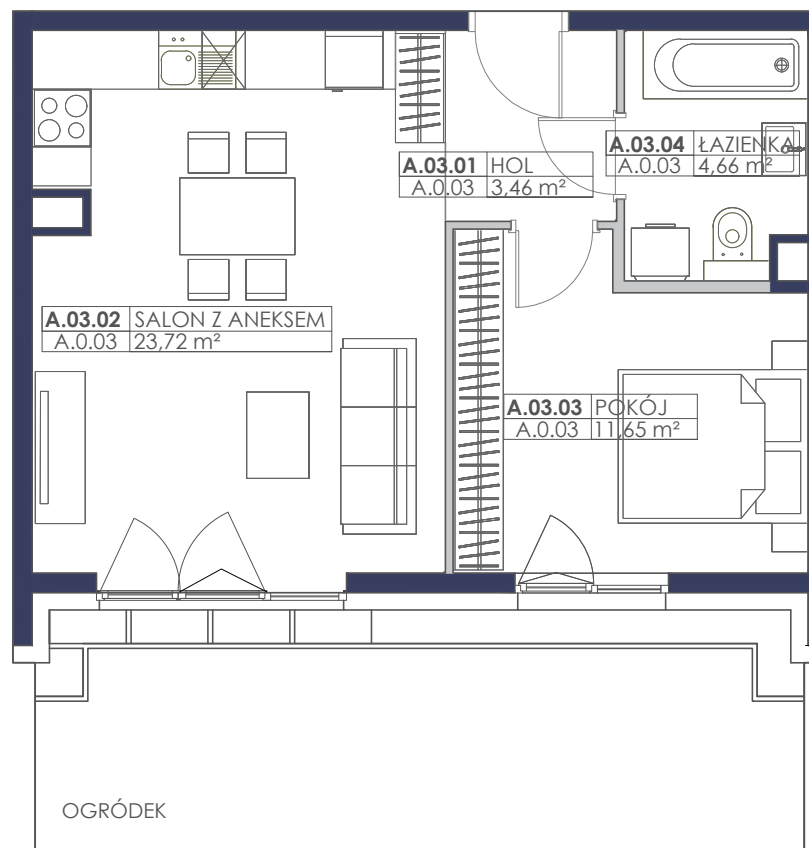 A.03.04 ŁAZIENKA
A.0.03 4,66 m²
A.03.01 HOL
A.0.03 3,46 m²
A.03.02 SALON Z ANEKSEM
A.0.03 23,72 m²
A.03.03 POKÓJ
A.0.03 11,65 m²
OGRÓDEK